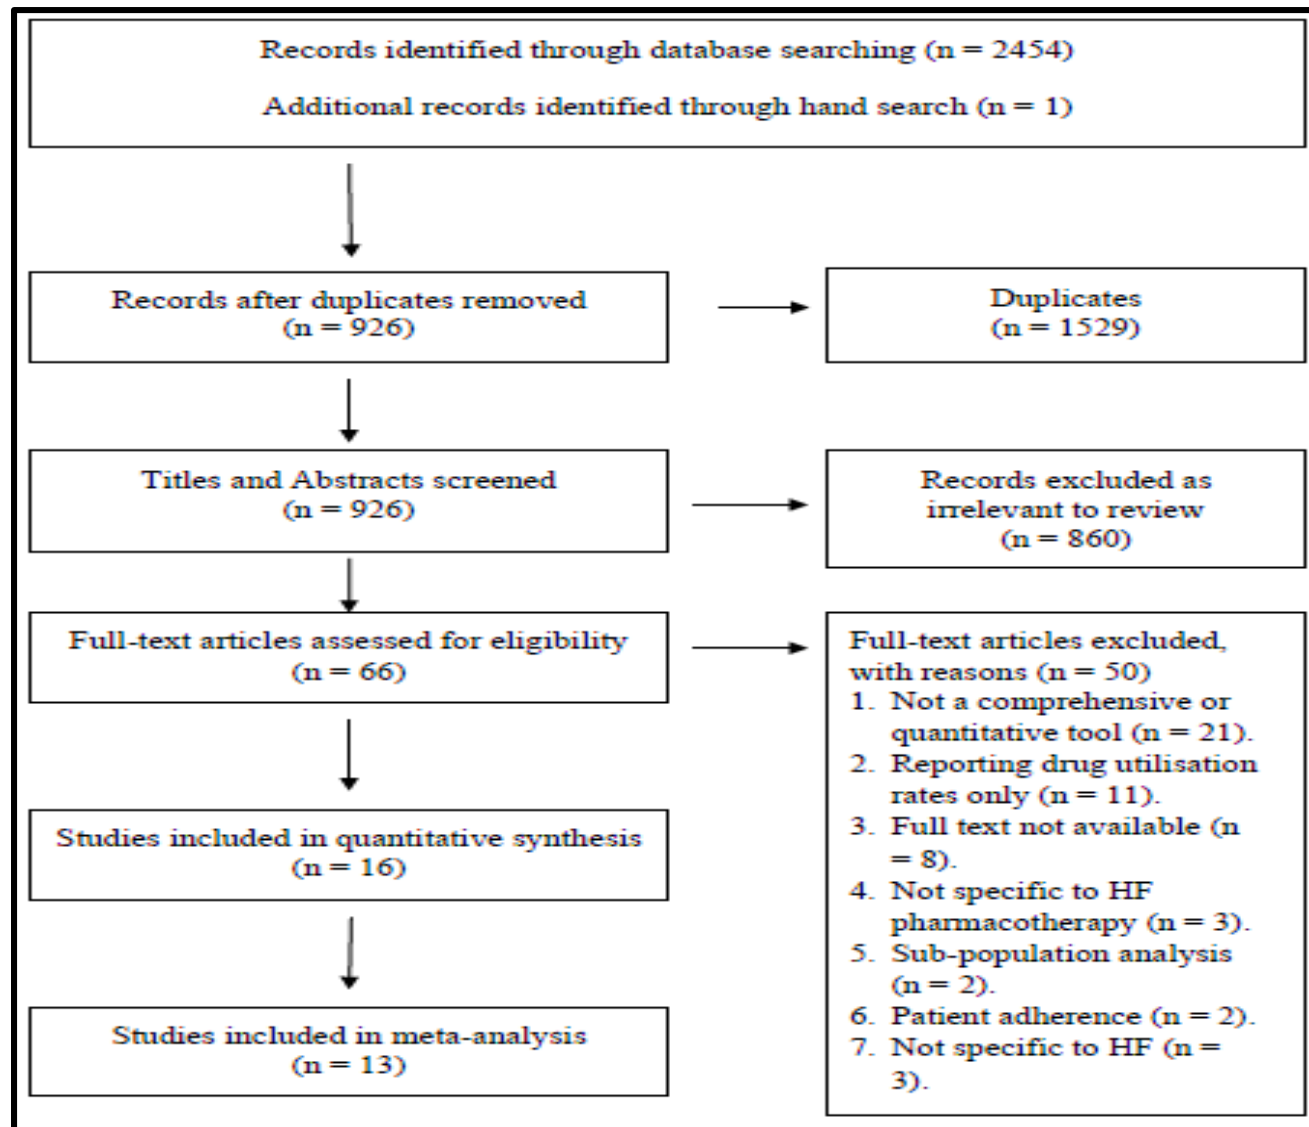 Records identified through database searching (n = 2454)
Additional records identified through hand search (n = 1)
Records after duplicates removed
(n = 926)
Duplicates
(n = 1529)
Titles and Abstracts screened
(n = 926)
Records excluded as
irrelevant to review
(n = 860)
Full-text articles assessed for eligibility
(n = 66)
Full-text articles excluded,
with reasons (n = 50)
1. Not a comprehensive or
quantitative tool (n = 21).
2. Reporting drug utilisation
rates only (n = 11).
3. Full text not available (n
= 8).
4. Not specific to HF
pharmacotherapy (n = 3).
5. Sub-population analysis
(n = 2).
6. Patient adherence (n = 2).
7. Not specific to HF (n =
3).
Studies included in quantitative synthesis
(n = 16)
Studies included in meta-analysis
(n = 13)